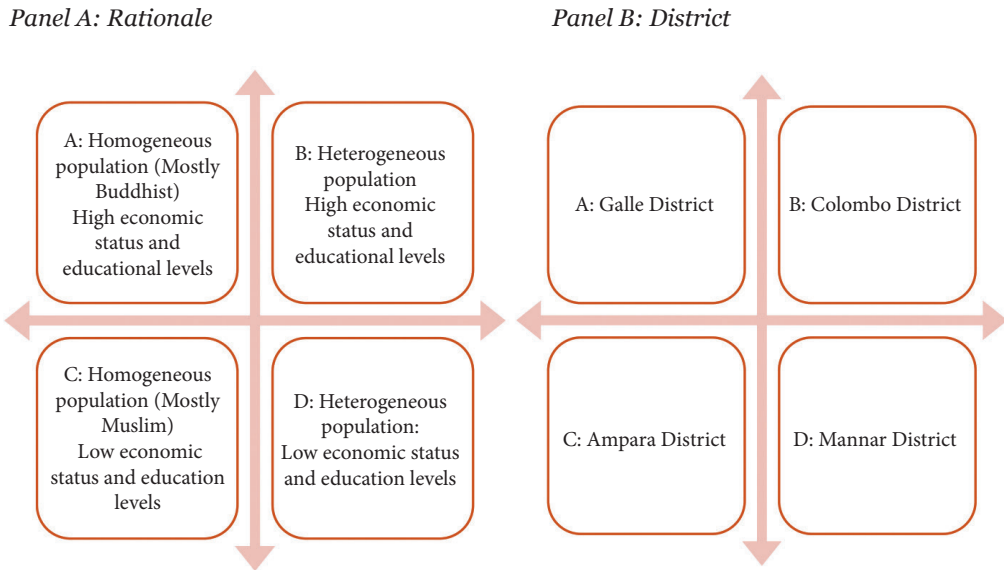 Panel A: Rationale
A: Homogeneous
population (Mostly
Buddhist)
High economic
status and
educational levels
B: Heterogeneous
population
High economic
status and
educational levels
C: Homogeneous
population (Mostly
Muslim)
Low economic
status and education
levels
D: Heterogeneous
population:
Low economic status
and education levels
Panel B: District
A: Galle District
B: Colombo District
C: Ampara District
D: Mannar District